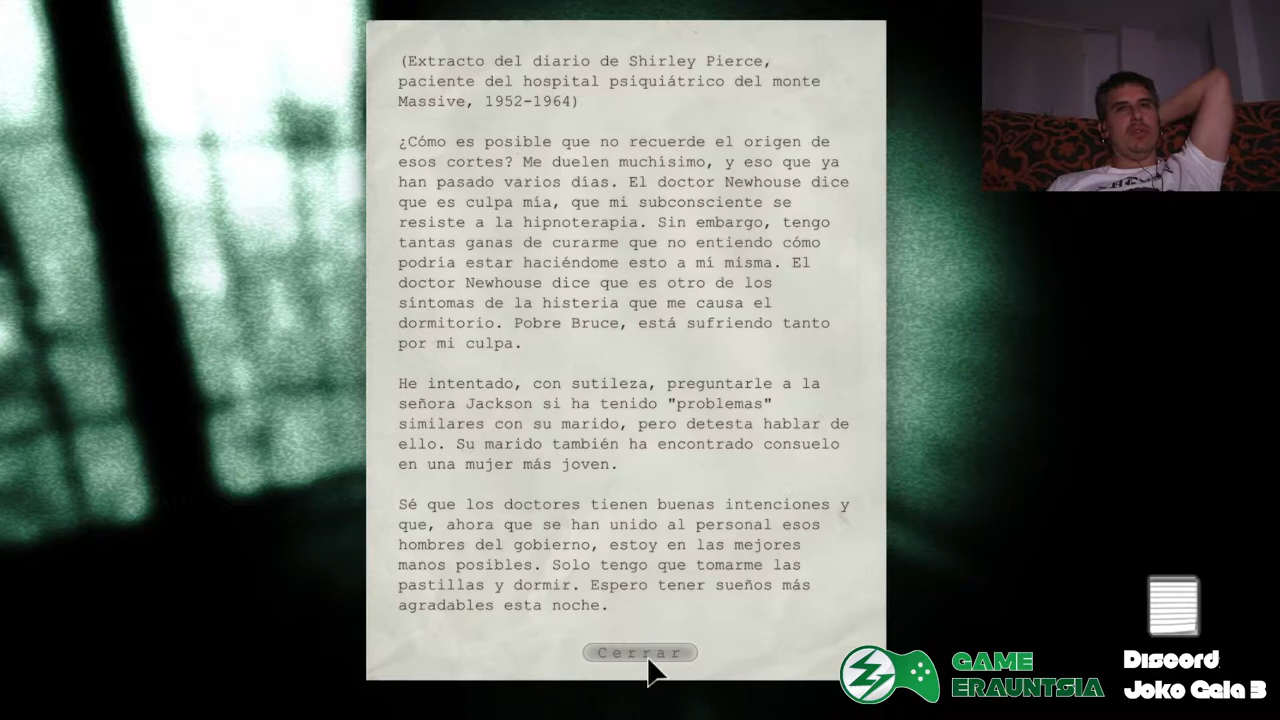 (Extracto del diario de Shirley Pierce,
paciente del hospital psiquiátrico del monte
Massive, 1952-1964)
¿Cómo es posible que no recuerde el origen de
esos cortes? Me duelen muchísimo, y eso que ya
han pasado varios días. El doctor Newhouse dice
que es culpa mía, que mi subconsciente se
resiste a la hipnoterapia. Sin embargo, tengo
tantas ganas de curarme que no entiendo cómo
podría estar haciéndome esto a mí misma. El
doctor Newhouse dice que es otro de los
síntomas de la histeria que me causa el
dormitorio. Pobre Bruce, está sufriendo tanto
por mi culpa.
He intentado, con sutileza, preguntarle a la
señora Jackson si ha tenido "problemas"
similares con su marido, pero detesta hablar de
ello. Su marido también ha encontrado consuelo
en una mujer más joven.
Sé que los doctores tienen buenas intenciones y
que, ahora que se han unido al personal esos
hombres del gobierno, estoy en las mejores
manos posibles. Solo tengo que tomarme las
pastillas y dormir. Espero tener sueños más
agradables esta noche.
Cerrar
GAME
ERAUNTSIA
Discord
Joko Gela 3